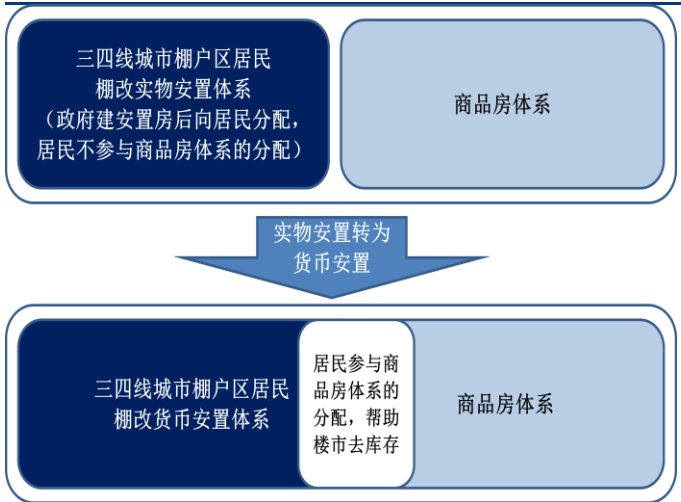 三四线城市棚户区居民
棚改实物安置体系
（政府建安置房后向居民分配，
居民不参与商品房体系的分配）
商品房体系
实物安置转为
货币安置
三四线城市棚户区居民
棚改货币安置体系
居民参与商
品房体系的
分配，帮助
楼市去库存
商品房体系